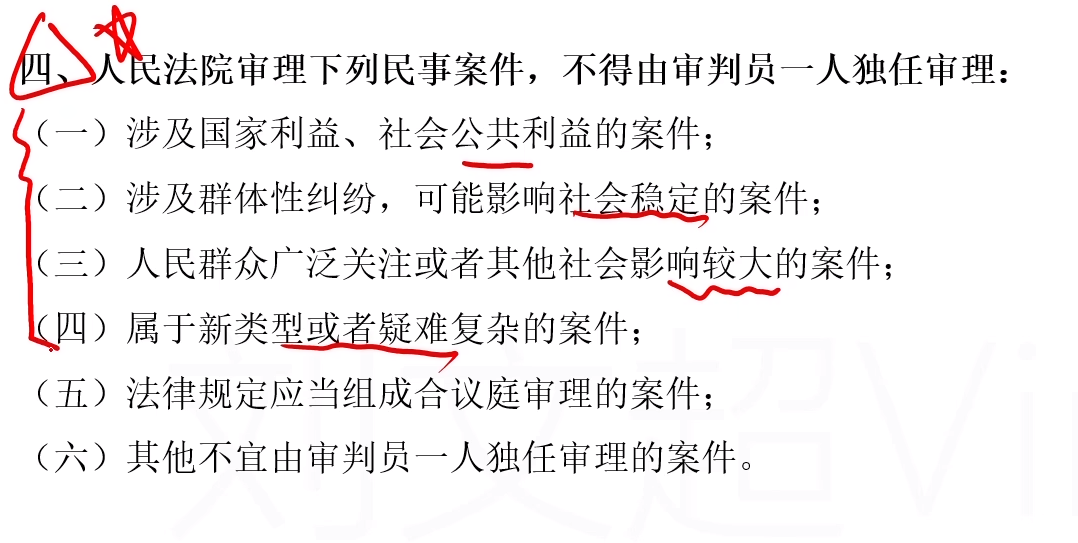 四、人民法院审理下列民事案件，不得由审判员一人独任审理：
（一）涉及国家利益、社会公共利益的案件；
（二）涉及群体性纠纷，可能影响社会稳定的案件；
（三）人民群众广泛关注或者其他社会影响较大的案件；
（四）属于新类型或者疑难复杂的案件；
（五）法律规定应当组成合议庭审理的案件；
（六）其他不宜由审判员一人独任审理的案件。
刘文超Vi